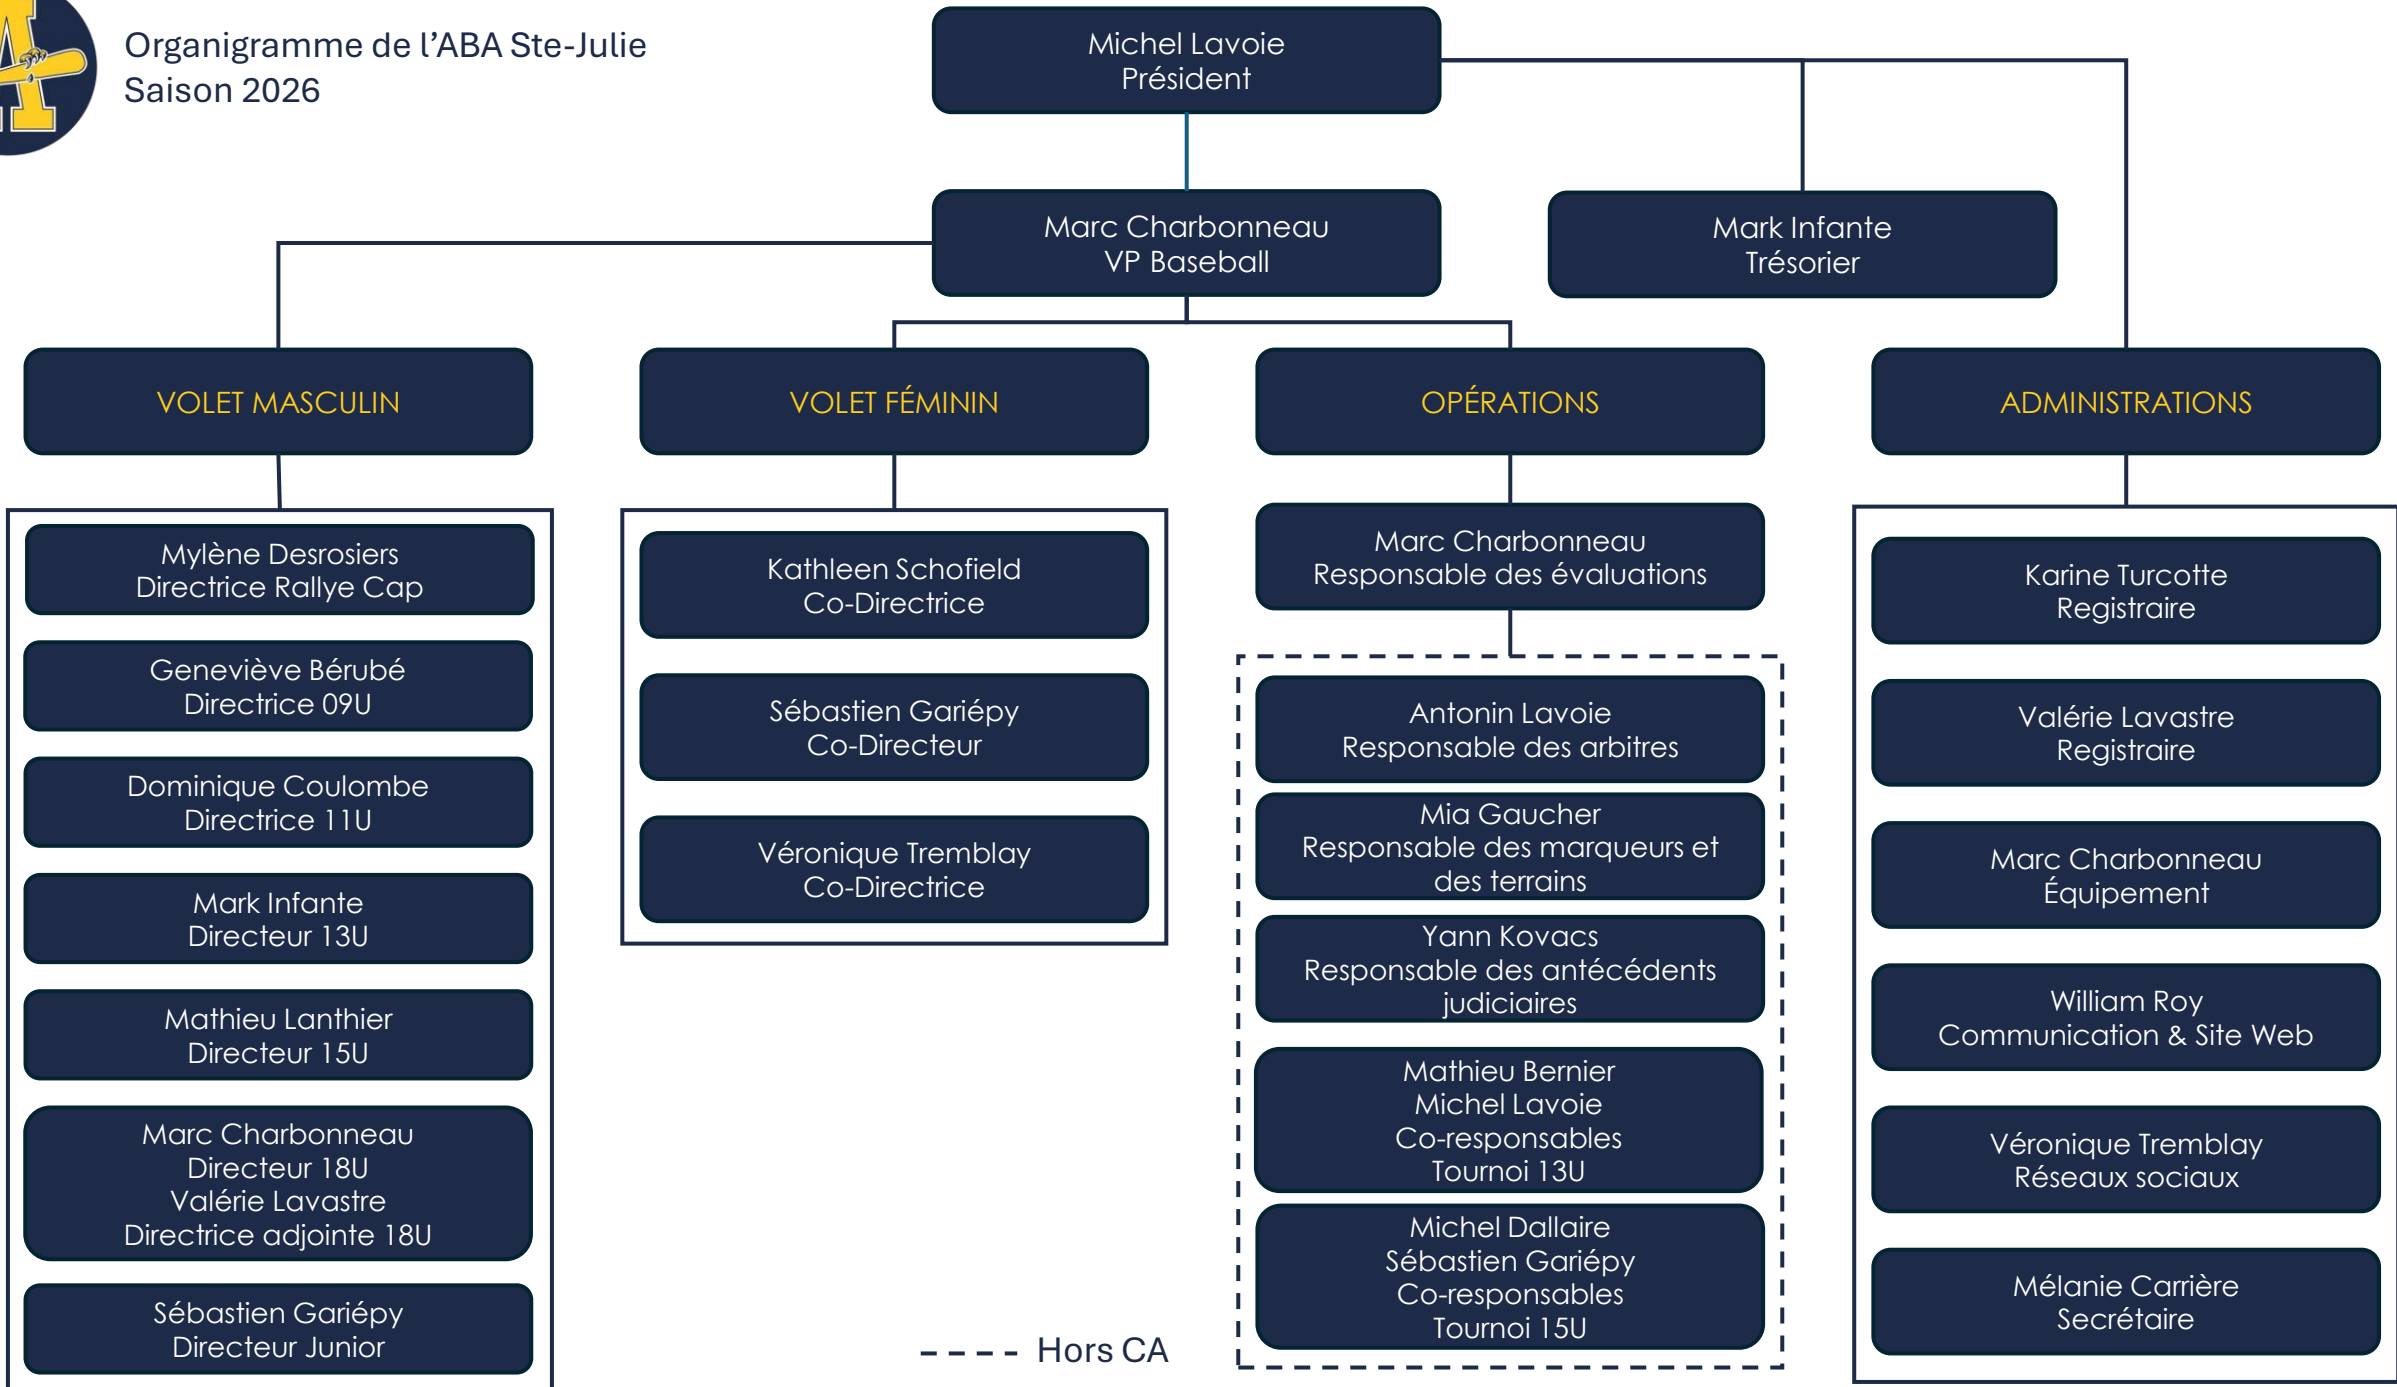 Organigramme de l'ABA Ste-Julie
Saison 2026
Michel Lavoie
Président
Marc Charbonneau
VP Baseball
Mark Infante
Trésorier
VOLET MASCULIN
Mylène Desrosiers
Directrice Rallye Cap
Geneviève Bérubé
Directrice 09U
Dominique Coulombe
Directrice 11U
Mark Infante
Directeur 13U
Mathieu Lanthier
Directeur 15U
Marc Charbonneau
Directeur 18U
Valérie Lavastre
Directrice adjointe 18U
Sébastien Gariépy
Directeur Junior
VOLET FÉMININ
Kathleen Schofield
Co-Directrice
Sébastien Gariépy
Co-Directeur
Véronique Tremblay
Co-Directrice
OPÉRATIONS
Marc Charbonneau
Responsable des évaluations
Antonin Lavoie
Responsable des arbitres
Mia Gaucher
Responsable des marqueurs et
des terrains
Yann Kovacs
Responsable des antécédents
judiciaires
Mathieu Bernier
Michel Lavoie
Co-responsables
Tournoi 13U
Michel Dallaire
Sébastien Gariépy
Co-responsables
Tournoi 15U
ADMINISTRATIONS
Karine Turcotte
Registraire
Valérie Lavastre
Registraire
Marc Charbonneau
Équipement
William Roy
Communication & Site Web
Véronique Tremblay
Réseaux sociaux
Mélanie Carrière
Secrétaire
Hors CA